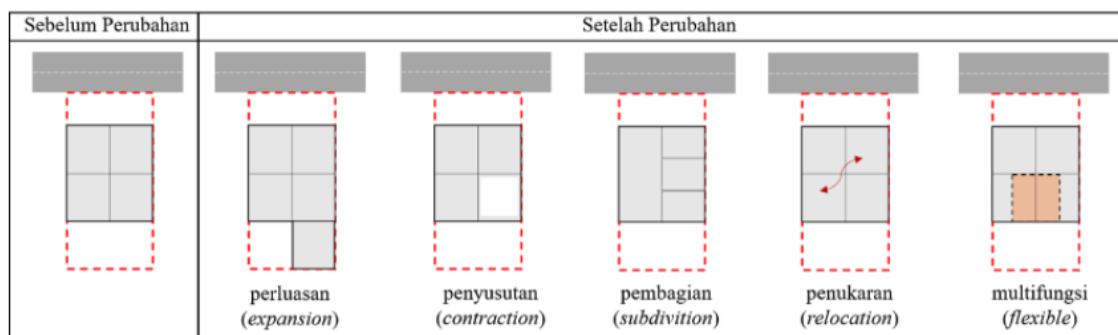 Sebelum Perubahan
Setelah Perubahan
perluasan
(expansion)
penyusutan
(contraction)
pembagian
(subdivition)
penukaran
(relocation)
multifungsi
(flexible)